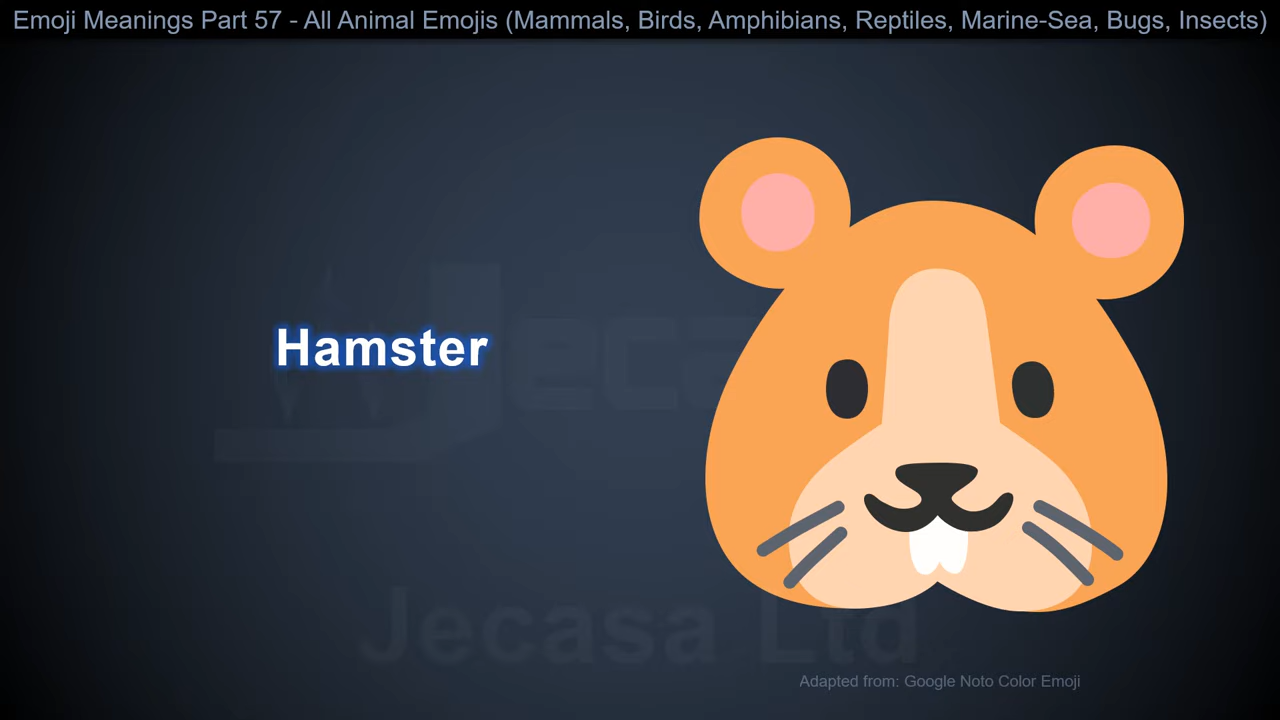 Emoji Meanings Part 57 - All Animal Emojis (Mammals, Birds, Amphibians, Reptiles, Marine-Sea, Bugs, Insects)
Hamster
Jeca
Jecasa Ltd
Adapted from: Google Noto Color Emoji